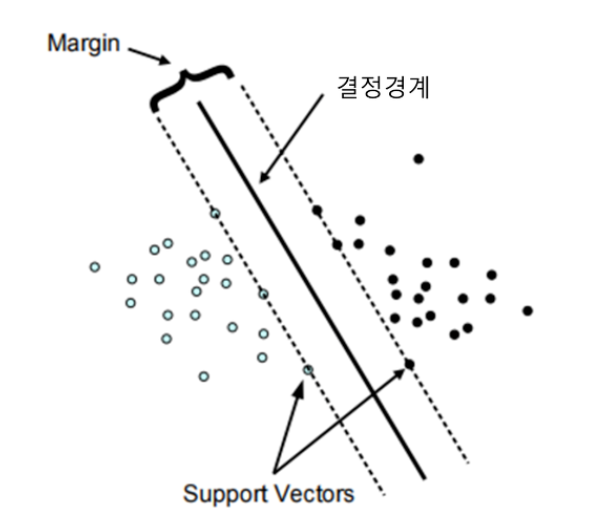 Margin
결정경계
Support Vectors